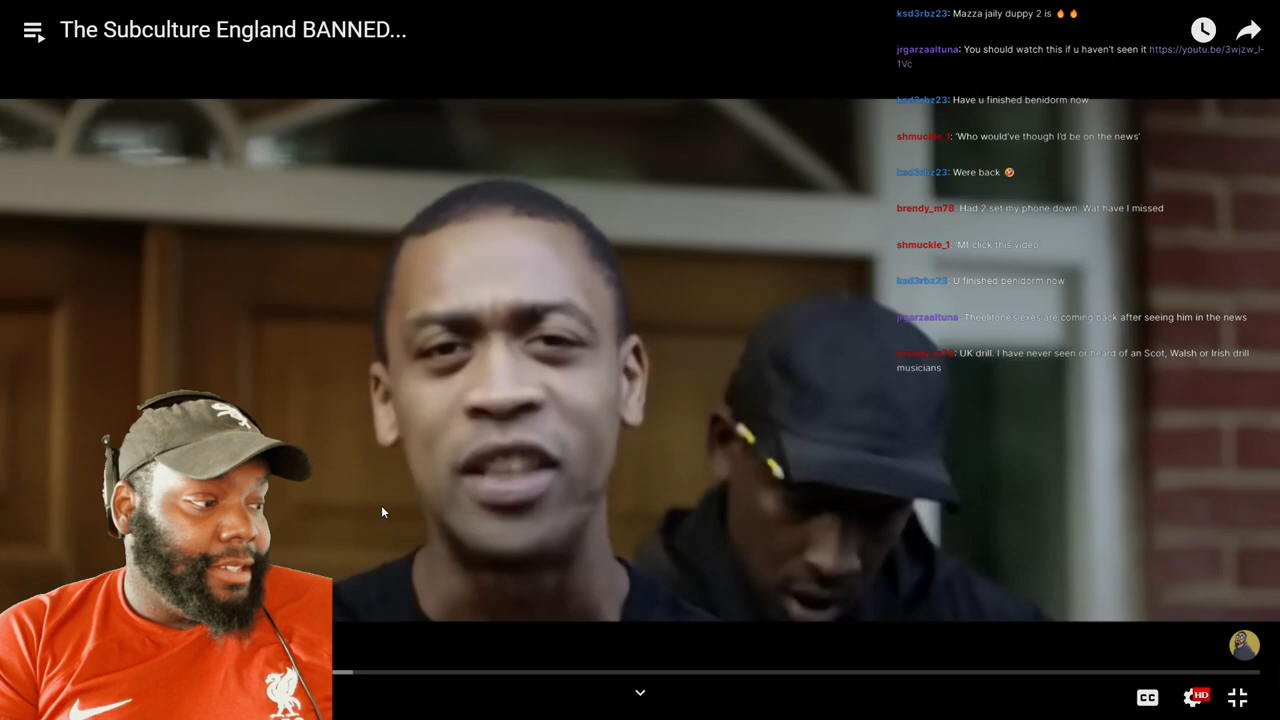 The Subculture England BANNED...
ksd3rbz23: Mazza jaily duppy 2 is 🔥 🔥
jrgarzaaltuna: You should watch this if u haven't seen it https://youtu.be/3wjzw_l-
1Vc
ksd3rbz23: Have u finished benidorm now
shmuckle_1: 'Who would've though I'd be on the news'
ksd3rbz23: Were back 🤣
brendy_m78: Had 2 set my phone down. Wat have I missed
shmuckle_1: 'Mf click this video'
ksd3rbz23: U finished benidorm now
jrgarzaaltuna: Theelitone's exes are coming back after seeing him in the news
brendy_m78: UK drill. I have never seen or heard of an Scot, Walsh or Irish drill
musicians
CC
HD